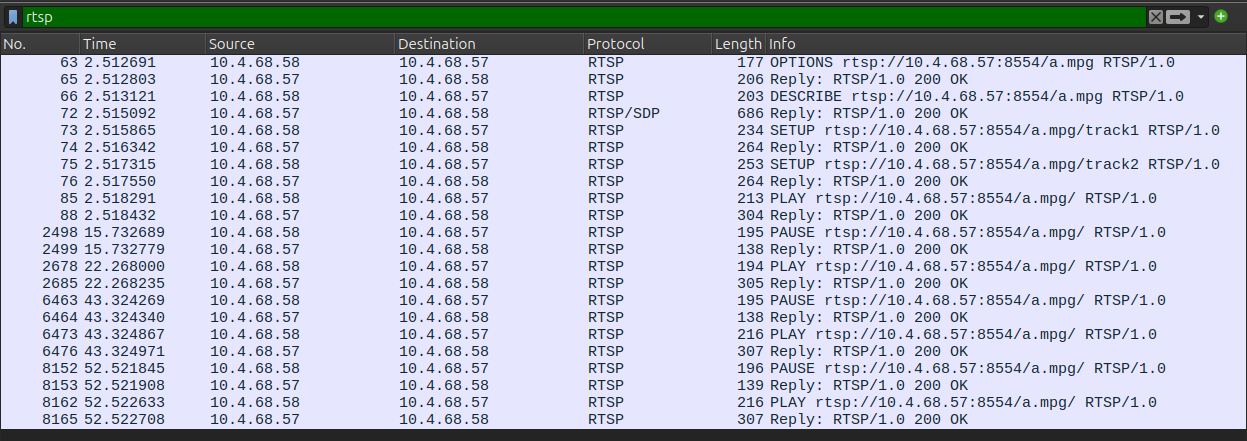 rtsp
No. Time Source Destination Protocol Length Info
63 2.512691 10.4.68.58 10.4.68.57 RTSP 177 OPTIONS rtsp://10.4.68.57:8554/a.mpg RTSP/1.0
65 2.512803 10.4.68.57 10.4.68.58 RTSP 206 Reply: RTSP/1.0 200 OK
66 2.513121 10.4.68.58 10.4.68.57 RTSP 203 DESCRIBE rtsp://10.4.68.57:8554/a.mpg RTSP/1.0
72 2.515092 10.4.68.57 10.4.68.58 RTSP/SDP 686 Reply: RTSP/1.0 200 OK
73 2.515865 10.4.68.58 10.4.68.57 RTSP 234 SETUP rtsp://10.4.68.57:8554/a.mpg/track1 RTSP/1.0
74 2.516342 10.4.68.57 10.4.68.58 RTSP 264 Reply: RTSP/1.0 200 OK
75 2.517315 10.4.68.58 10.4.68.57 RTSP 253 SETUP rtsp://10.4.68.57:8554/a.mpg/track2 RTSP/1.0
76 2.517550 10.4.68.57 10.4.68.58 RTSP 264 Reply: RTSP/1.0 200 OK
85 2.518291 10.4.68.58 10.4.68.57 RTSP 213 PLAY rtsp://10.4.68.57:8554/a.mpg/ RTSP/1.0
88 2.518432 10.4.68.57 10.4.68.58 RTSP 304 Reply: RTSP/1.0 200 OK
2498 15.732689 10.4.68.58 10.4.68.57 RTSP 195 PAUSE rtsp://10.4.68.57:8554/a.mpg/ RTSP/1.0
2499 15.732779 10.4.68.57 10.4.68.58 RTSP 138 Reply: RTSP/1.0 200 OK
2678 22.268000 10.4.68.58 10.4.68.57 RTSP 194 PLAY rtsp://10.4.68.57:8554/a.mpg/ RTSP/1.0
2685 22.268235 10.4.68.57 10.4.68.58 RTSP 305 Reply: RTSP/1.0 200 OK
6463 43.324269 10.4.68.58 10.4.68.57 RTSP 195 PAUSE rtsp://10.4.68.57:8554/a.mpg/ RTSP/1.0
6464 43.324340 10.4.68.57 10.4.68.58 RTSP 138 Reply: RTSP/1.0 200 OK
6473 43.324867 10.4.68.58 10.4.68.57 RTSP 216 PLAY rtsp://10.4.68.57:8554/a.mpg/ RTSP/1.0
6476 43.324971 10.4.68.57 10.4.68.58 RTSP 307 Reply: RTSP/1.0 200 OK
8152 52.521845 10.4.68.58 10.4.68.57 RTSP 196 PAUSE rtsp://10.4.68.57:8554/a.mpg/ RTSP/1.0
8153 52.521908 10.4.68.57 10.4.68.58 RTSP 139 Reply: RTSP/1.0 200 OK
8162 52.522633 10.4.68.58 10.4.68.57 RTSP 216 PLAY rtsp://10.4.68.57:8554/a.mpg/ RTSP/1.0
8165 52.522708 10.4.68.57 10.4.68.58 RTSP 307 Reply: RTSP/1.0 200 OK